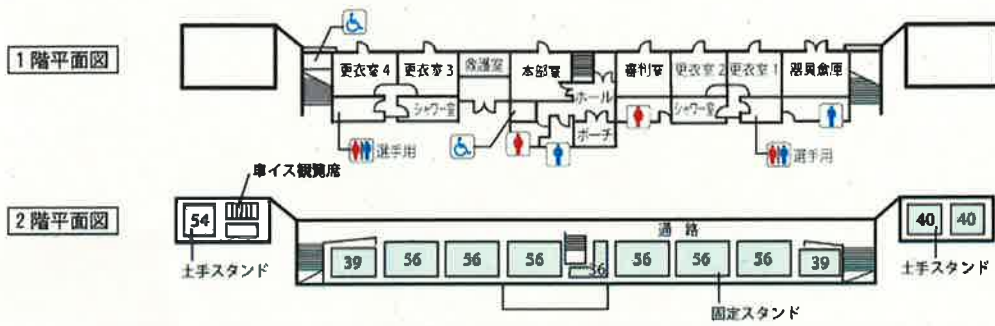 1階平面図
更衣室4 更衣室3 救護室 本部室 審判室 更衣室2 更衣室1 器具倉庫
シャワー室 ホール シャワー室
ポーチ
選手用 選手用
車イス観覧席
2階平面図
54 通路 40 40
土手スタンド 39 56 56 56 36 56 56 56 39 土手スタンド
固定スタンド